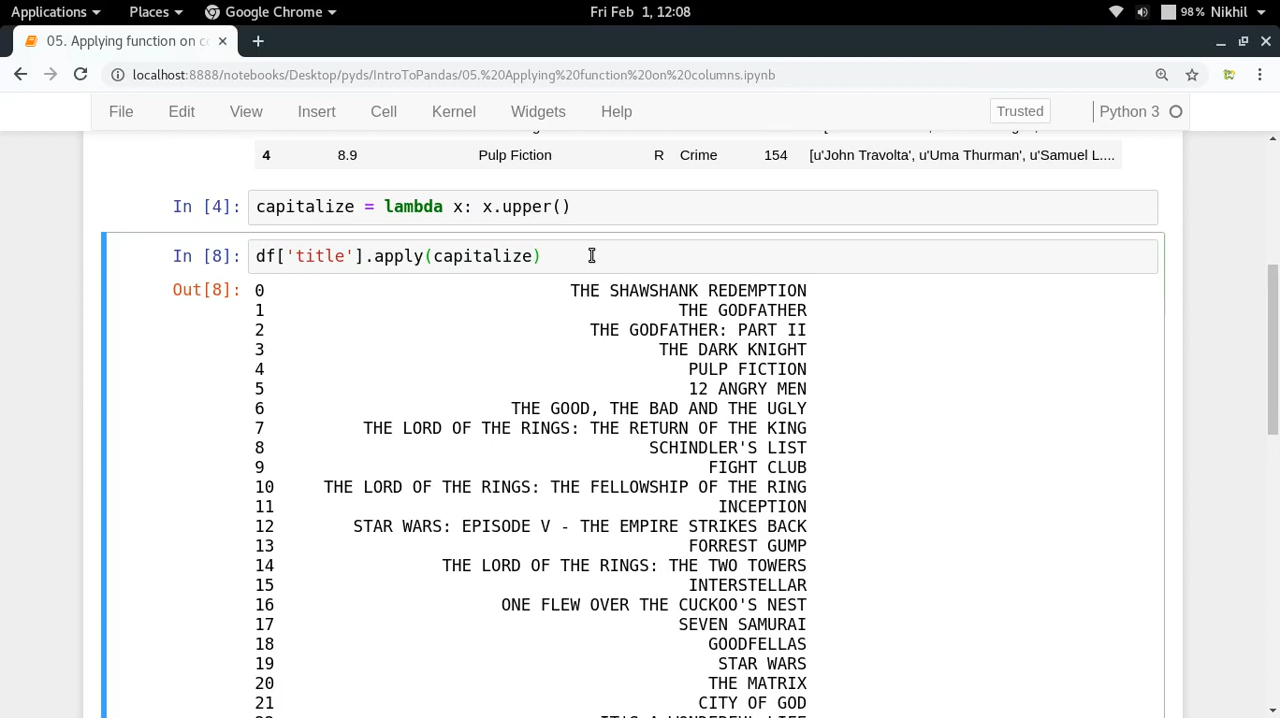 Applications Places Google Chrome Fri Feb 1, 12:08 98% Nikhil
05. Applying function on c
localhost:8888/notebooks/Desktop/pyds/IntroToPandas/05.%20Applying%20function%20on%20columns.ipynb
File Edit View Insert Cell Kernel Widgets Help Trusted Python 3
4 8.9 Pulp Fiction R Crime 154 [u'John Travolta', u'Uma Thurman', u'Samuel L....
In [4]: capitalize = lambda x: x.upper()
In [8]: df['title'].apply(capitalize)
Out[8]: 0 THE SHAWSHANK REDEMPTION
1 THE GODFATHER
2 THE GODFATHER: PART II
3 THE DARK KNIGHT
4 PULP FICTION
5 12 ANGRY MEN
6 THE GOOD, THE BAD AND THE UGLY
7 THE LORD OF THE RINGS: THE RETURN OF THE KING
8 SCHINDLER'S LIST
9 FIGHT CLUB
10 THE LORD OF THE RINGS: THE FELLOWSHIP OF THE RING
11 INCEPTION
12 STAR WARS: EPISODE V - THE EMPIRE STRIKES BACK
13 FORREST GUMP
14 THE LORD OF THE RINGS: THE TWO TOWERS
15 INTERSTELLAR
16 ONE FLEW OVER THE CUCKOO'S NEST
17 SEVEN SAMURAI
18 GOODFELLAS
19 STAR WARS
20 THE MATRIX
21 CITY OF GOD